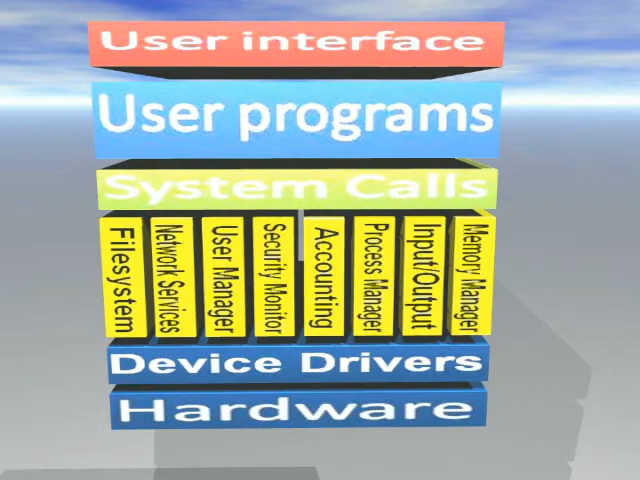 User interface
User programs
System Calls
Filesystem
Network Services
User Manager
Security Monitor
Accounting
Process Manager
Input/Output
Memory Manager
Device Drivers
Hardware